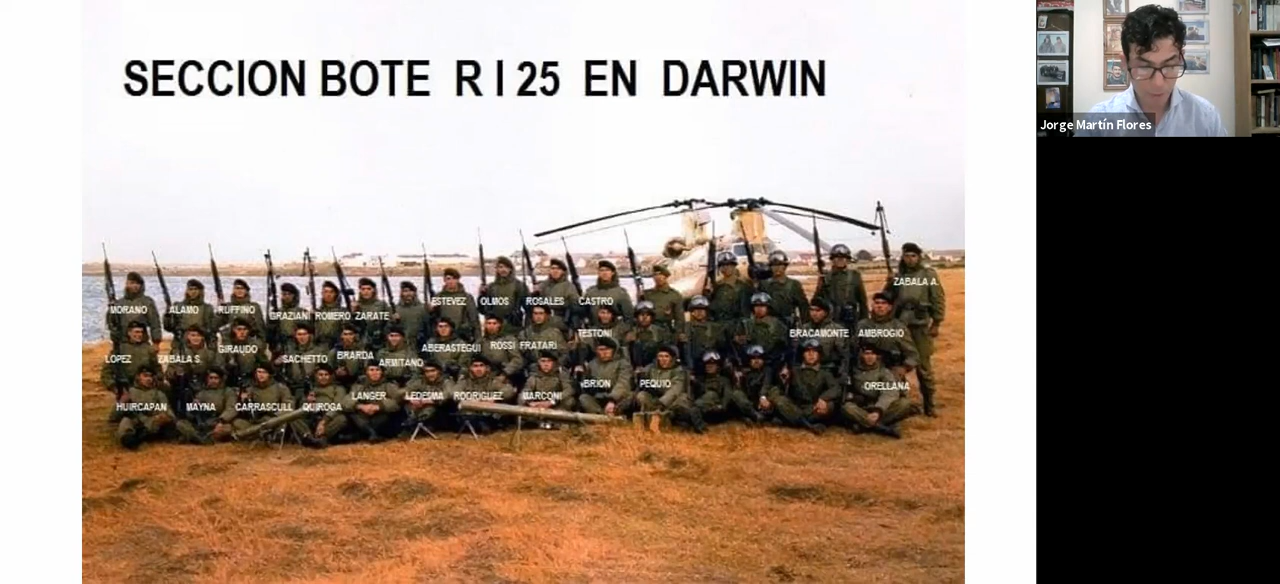 SECCION BOTE R I 25 EN DARWIN
Jorge Martín Flores
ZABALA A.
MORANO ALAMO RUFFINO GRAZIANI ROMERO ZARATE ESTEVEZ OLMOS ROSALES CASTRO
TESTONI BRACAMONTE AMBROGIO
LOPEZ ZABALA S. GIRAUDO SACHETTO BRARDA ARMITANO ABERASTEGUI ROSSI FRATARI
BRION PEQUIO ORELLANA
HUIRCAPAN MAYNA CARRASCULL QUIROGA LANGER LEDESMA RODRIGUEZ MARCONI